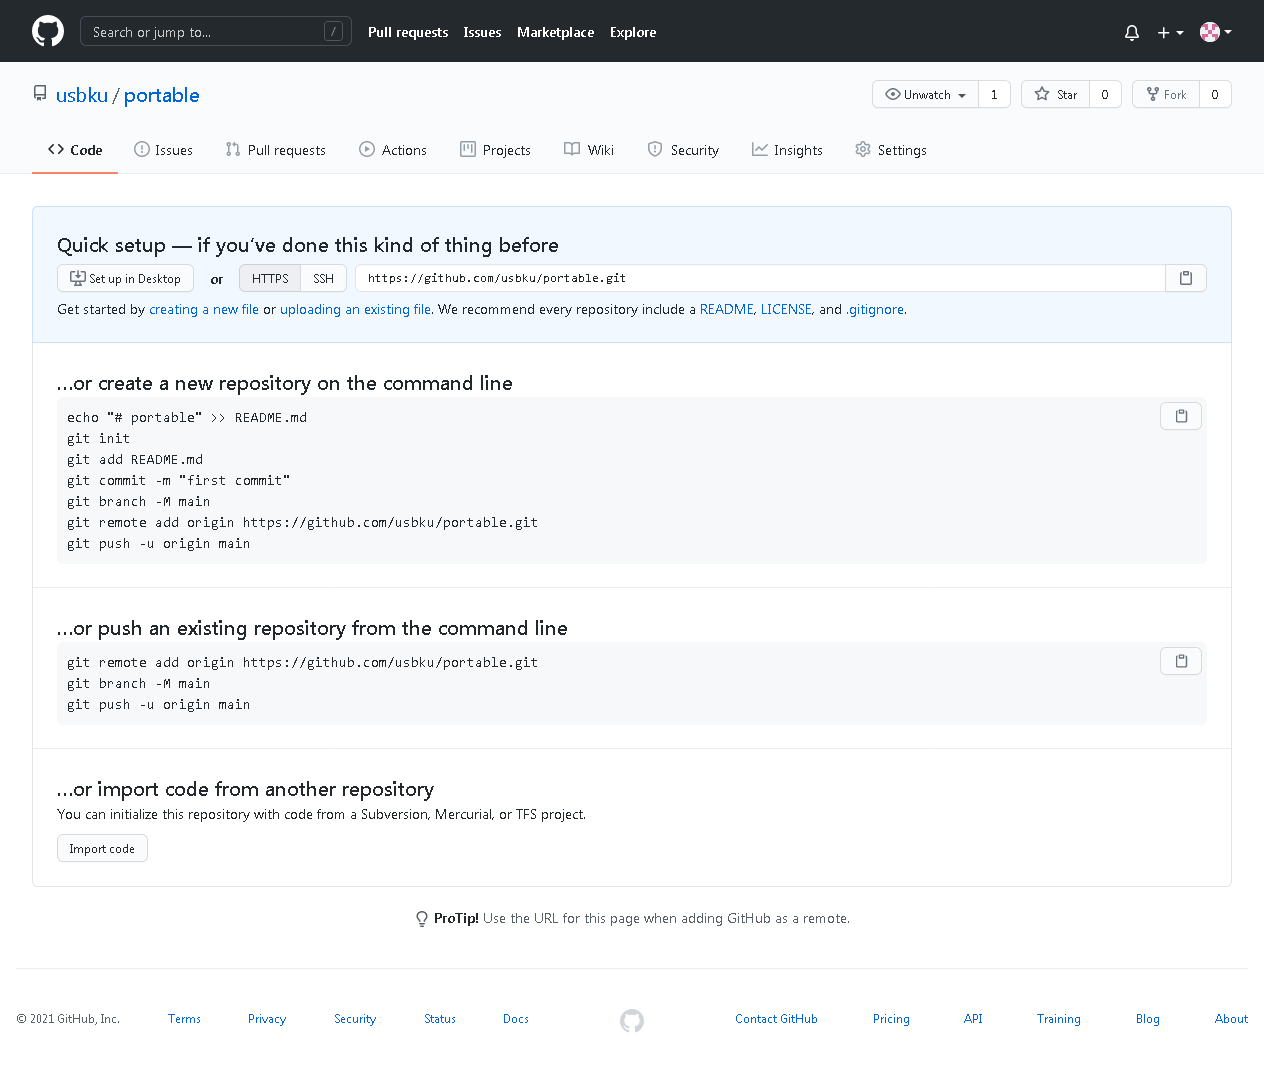 Search or jump to... / Pull requests Issues Marketplace Explore
usbku / portable Unwatch 1 Star 0 Fork 0
Code Issues Pull requests Actions Projects Wiki Security Insights Settings
Quick setup — if you've done this kind of thing before
Set up in Desktop or HTTPS SSH https://github.com/usbku/portable.git
Get started by creating a new file or uploading an existing file. We recommend every repository include a README, LICENSE, and .gitignore.
…or create a new repository on the command line
echo "# portable" >> README.md
git init
git add README.md
git commit -m "first commit"
git branch -M main
git remote add origin https://github.com/usbku/portable.git
git push -u origin main
…or push an existing repository from the command line
git remote add origin https://github.com/usbku/portable.git
git branch -M main
git push -u origin main
…or import code from another repository
You can initialize this repository with code from a Subversion, Mercurial, or TFS project.
Import code
ProTip! Use the URL for this page when adding GitHub as a remote.
© 2021 GitHub, Inc. Terms Privacy Security Status Docs Contact GitHub Pricing API Training Blog About